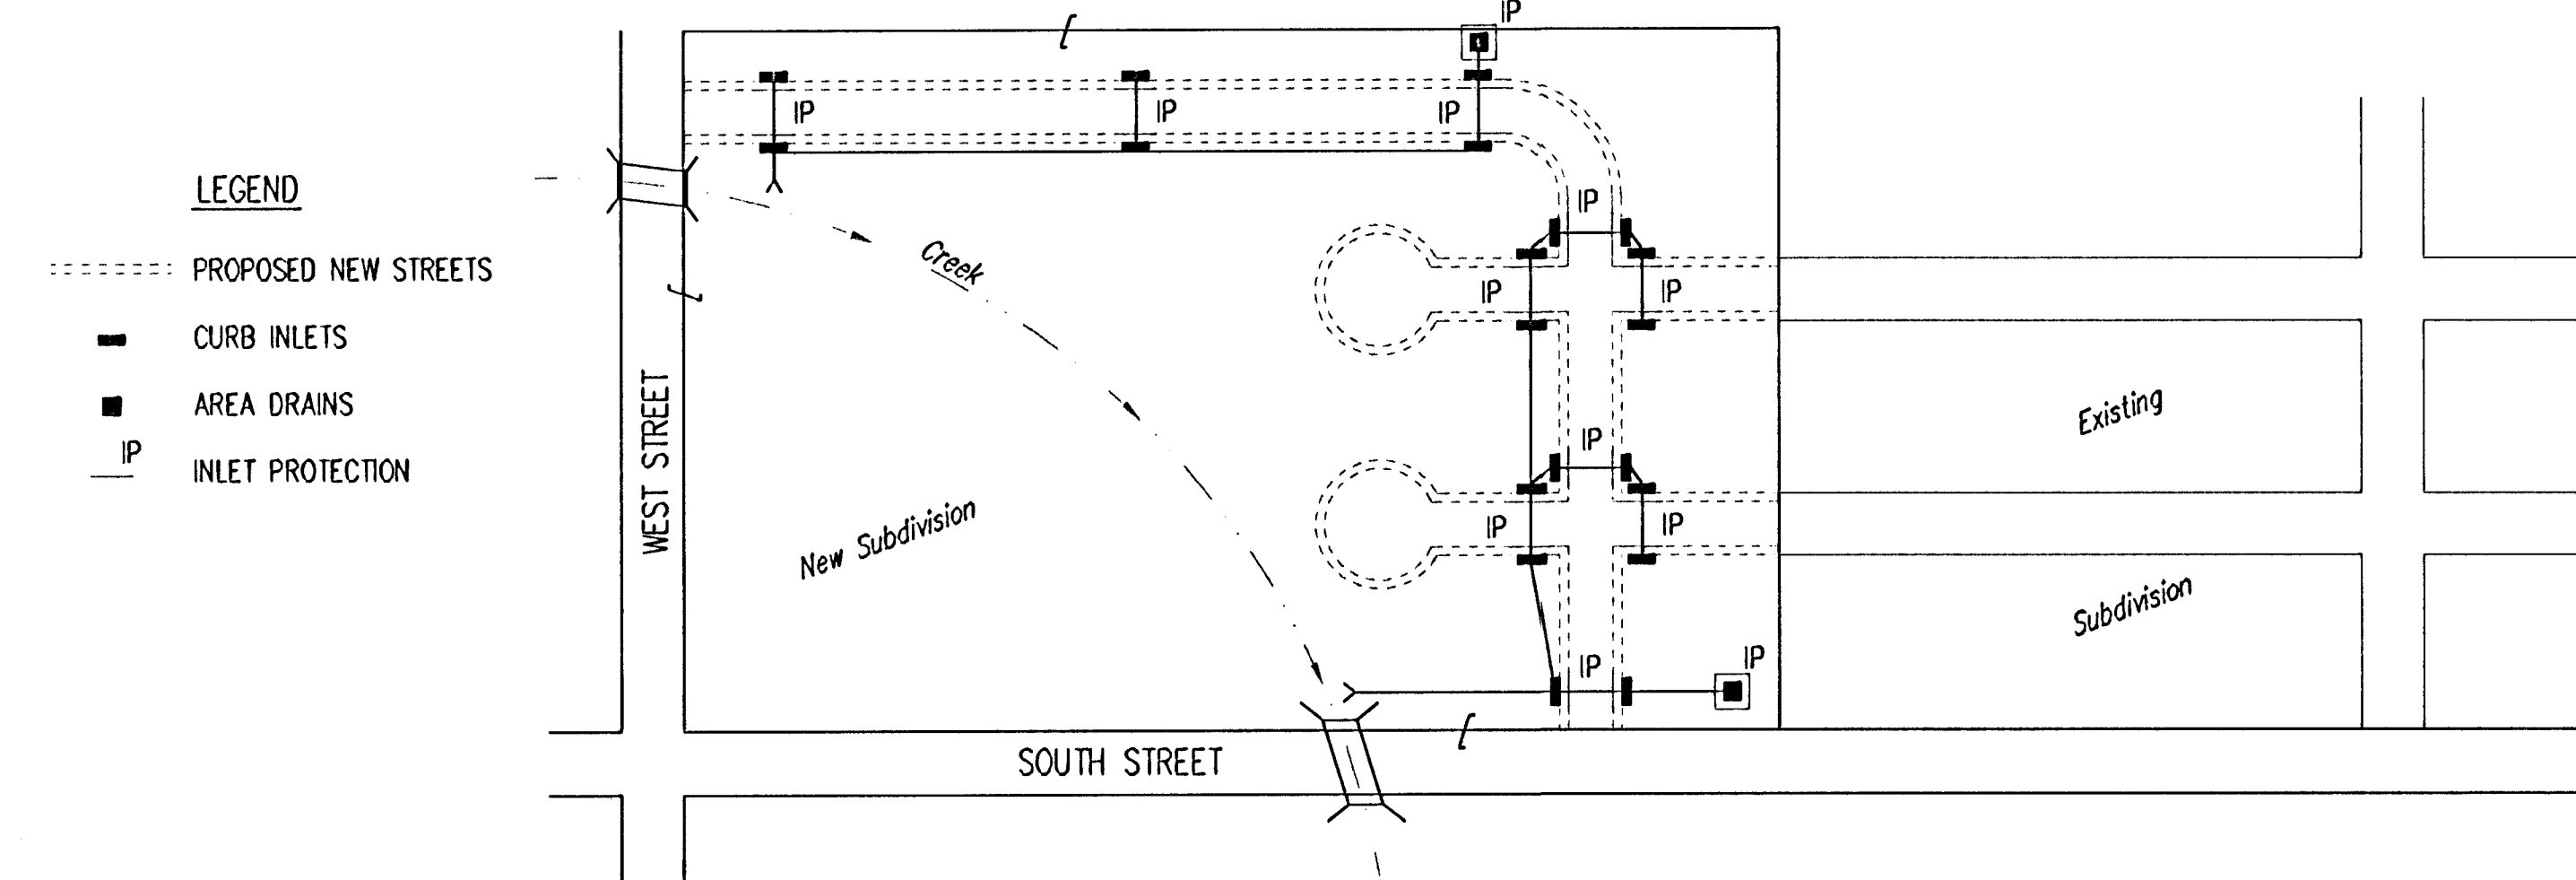 LEGEND
PROPOSED NEW STREETS
CURB INLETS
AREA DRAINS
IP
INLET PROTECTION
IP
IP
IP
IP
IP
IP
IP
IP
IP
IP
IP
IP
Creek
WEST STREET
New Subdivision
Existing
Subdivision
SOUTH STREET